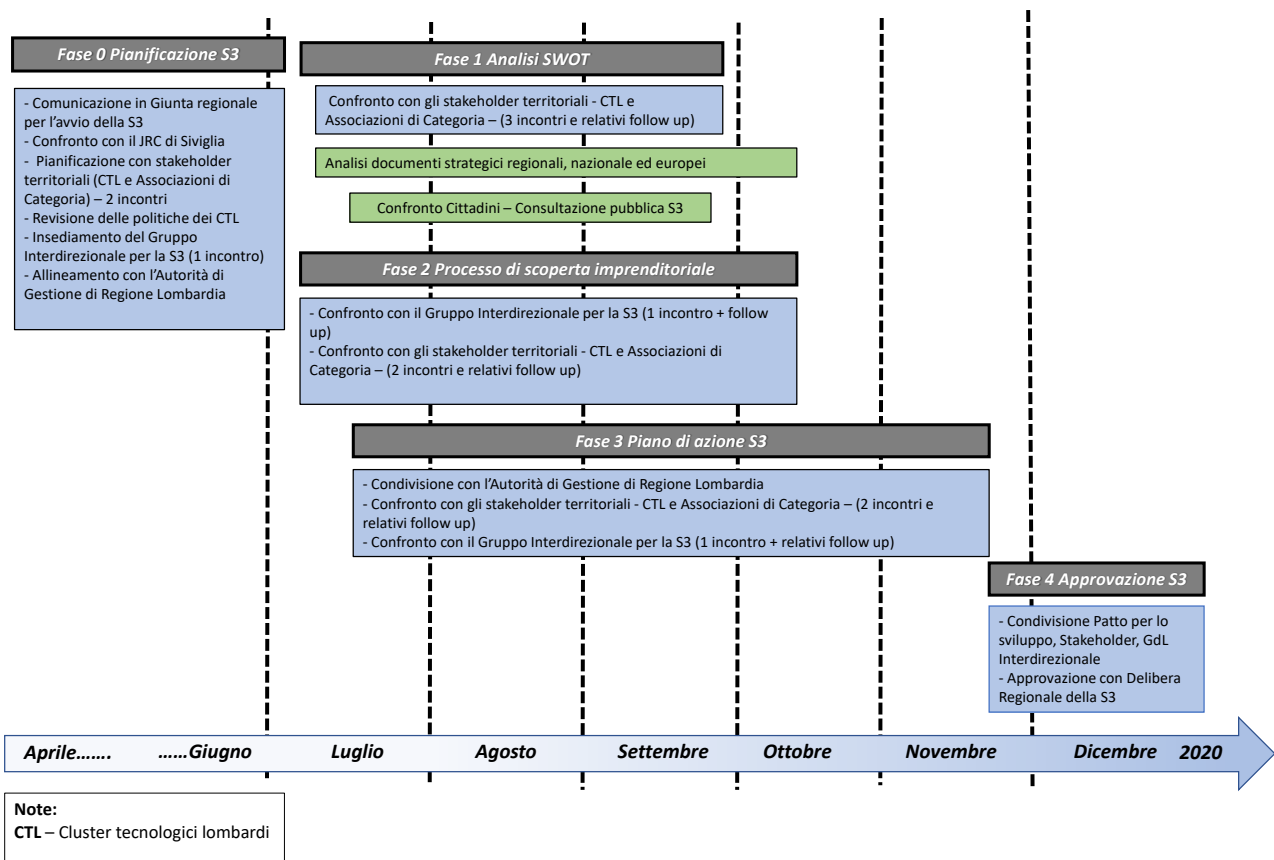 Fase 0 Pianificazione S3
- Comunicazione in Giunta regionale
per l'avvio della S3
- Confronto con il JRC di Siviglia
- Pianificazione con stakeholder
territoriali (CTL e Associazioni di
Categoria) – 2 incontri
- Revisione delle politiche dei CTL
- Insediamento del Gruppo
Interdirezionale per la S3 (1 incontro)
- Allineamento con l'Autorità di
Gestione di Regione Lombardia
Fase 1 Analisi SWOT
Confronto con gli stakeholder territoriali - CTL e
Associazioni di Categoria – (3 incontri e relativi follow up)
Analisi documenti strategici regionali, nazionale ed europei
Confronto Cittadini – Consultazione pubblica S3
Fase 2 Processo di scoperta imprenditoriale
- Confronto con il Gruppo Interdirezionale per la S3 (1 incontro + follow
up)
- Confronto con gli stakeholder territoriali - CTL e Associazioni di
Categoria – (2 incontri e relativi follow up)
Fase 3 Piano di azione S3
- Condivisione con l'Autorità di Gestione di Regione Lombardia
- Confronto con gli stakeholder territoriali - CTL e Associazioni di Categoria – (2 incontri e
relativi follow up)
- Confronto con il Gruppo Interdirezionale per la S3 (1 incontro + relativi follow up)
Fase 4 Approvazione S3
- Condivisione Patto per lo
sviluppo, Stakeholder, GdL
Interdirezionale
- Approvazione con Delibera
Regionale della S3
Aprile……. ……Giugno Luglio Agosto Settembre Ottobre Novembre Dicembre 2020
Note:
CTL – Cluster tecnologici lombardi